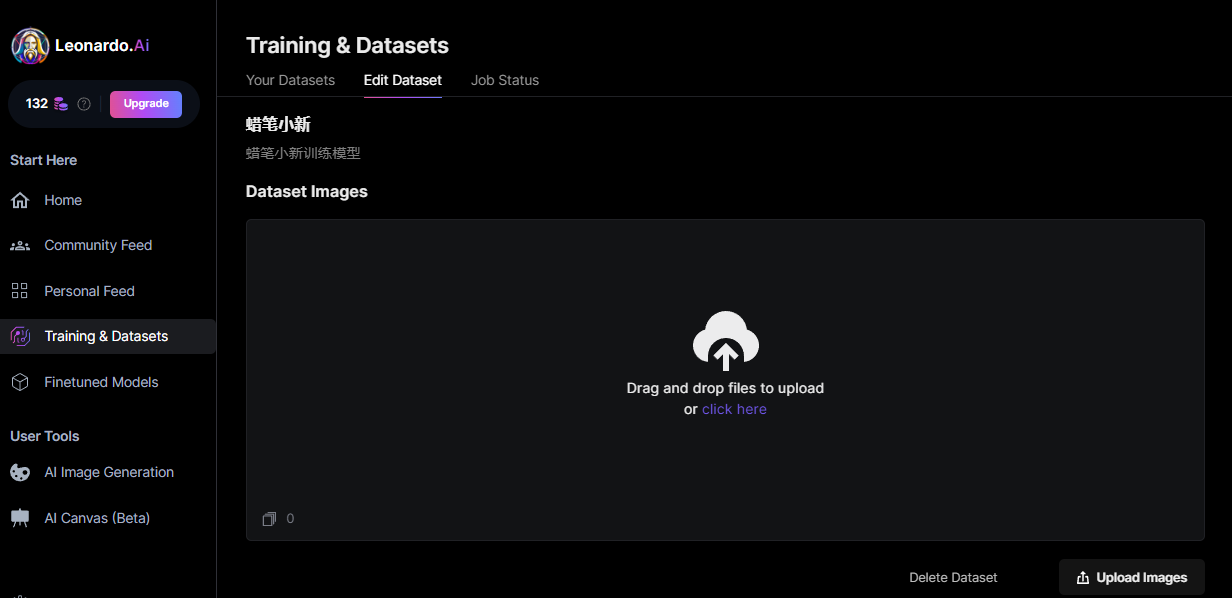 Leonardo.Ai
132
Upgrade
Start Here
Home
Community Feed
Personal Feed
Training & Datasets
Finetuned Models
User Tools
AI Image Generation
AI Canvas (Beta)
Training & Datasets
Your Datasets Edit Dataset Job Status
蜡笔小新
蜡笔小新训练模型
Dataset Images
Drag and drop files to upload
or click here
0
Delete Dataset
Upload Images